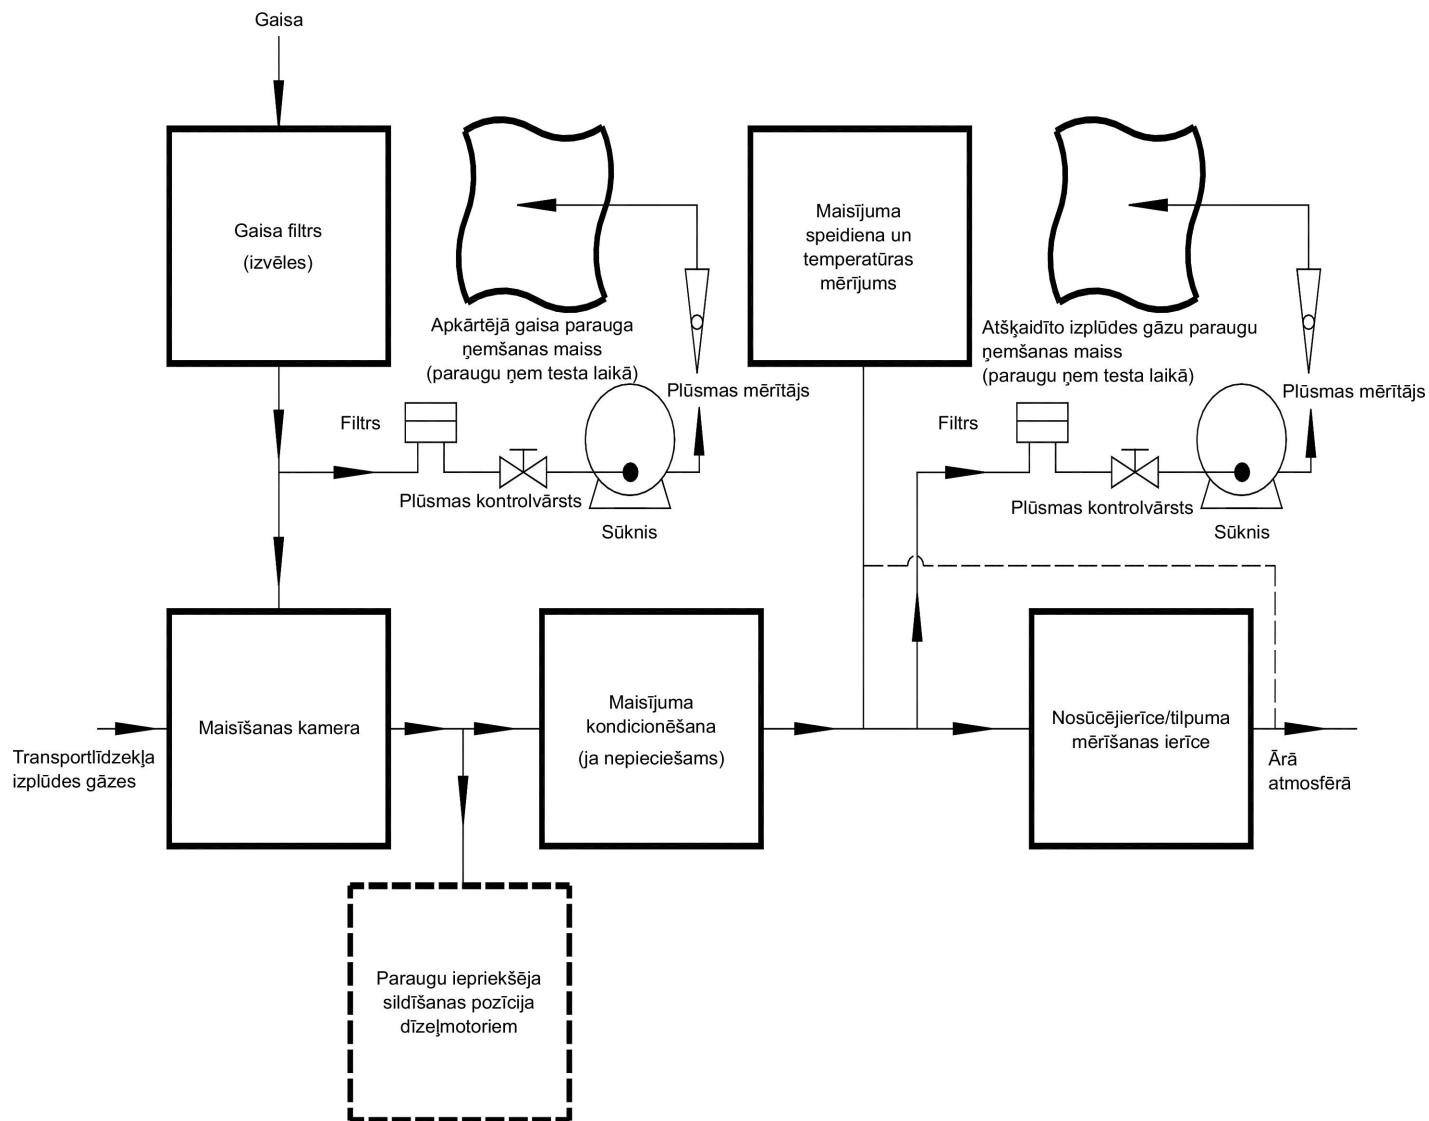 Gaisa
Gaisa filtrs
(izvēles)
Apkārtējā gaisa parauga
ņemšanas maiss
(paraugu ņem testa laikā)
Maisījuma
speidiena un
temperatūras
mērījums
Atšķaidīto izplūdes gāzu paraugu
ņemšanas maiss
(paraugu ņem testa laikā)
Plūsmas mērītājs
Plūsmas mērītājs
Filtrs
Filtrs
Plūsmas kontrolvārsts
Plūsmas kontrolvārsts
Sūknis
Sūknis
Maisīšanas kamera
Maisījuma
kondicionēšana
(ja nepieciešams)
Nosūcējierīce/tilpuma
mērīšanas ierīce
Transportlīdzekļa
izplūdes gāzes
Ārā
atmosfērā
Paraugu iepriekšēja
sildīšanas pozīcija
dīzeļmotoriem